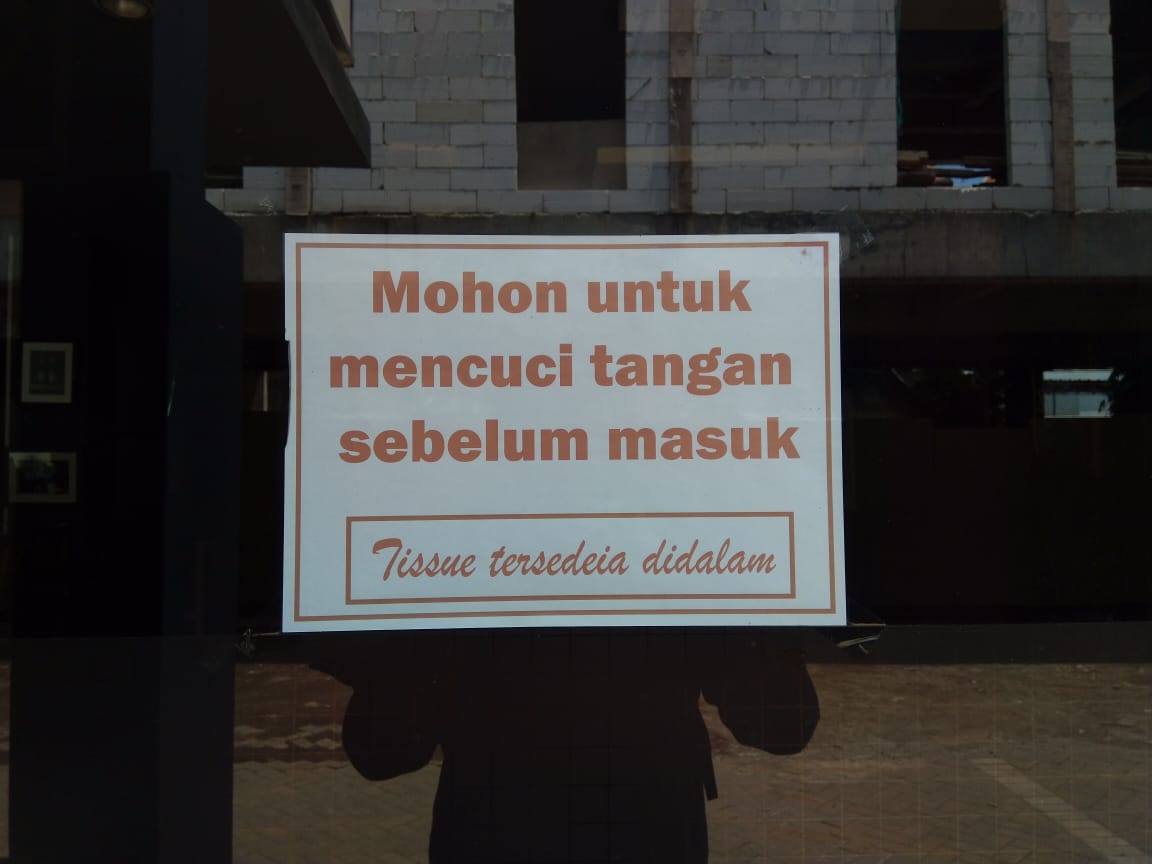 Mohon untuk
mencuci tangan
sebelum masuk
Tissue tersedeia didalam